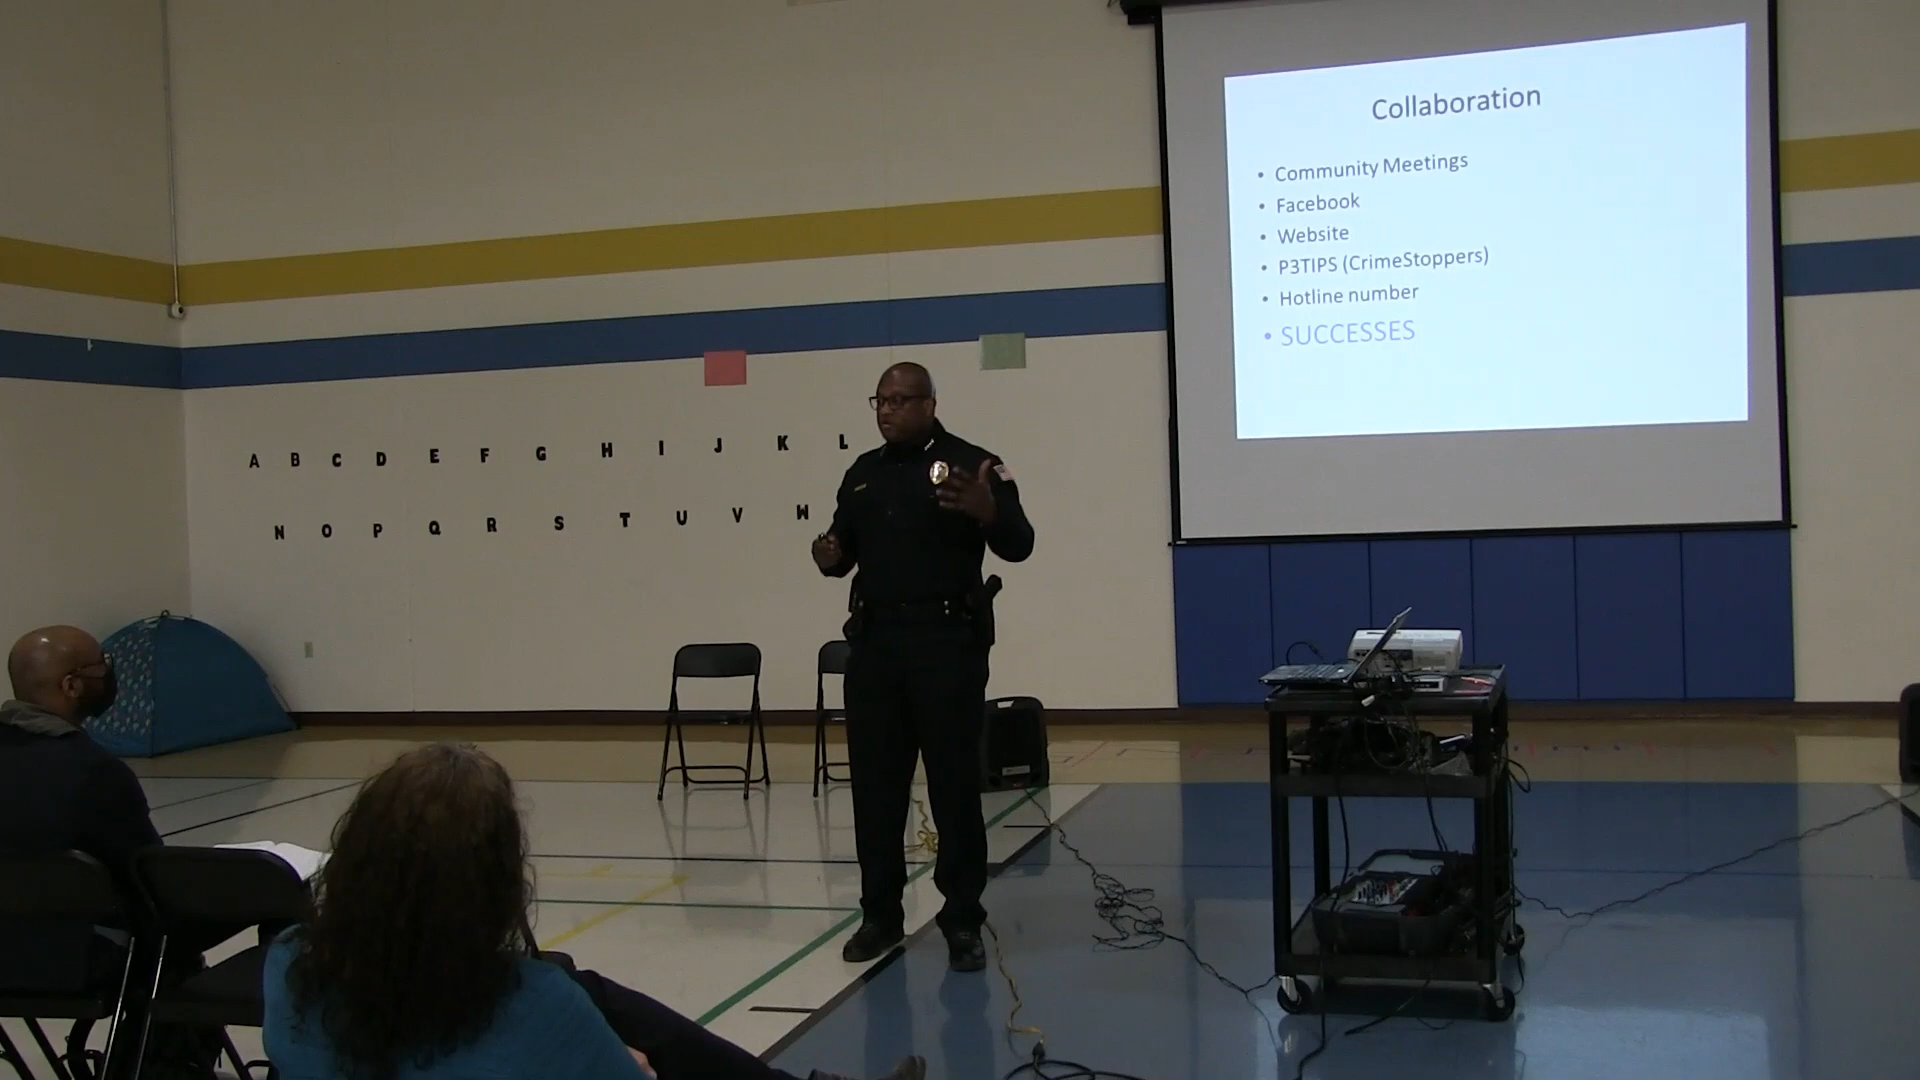 Collaboration
• Community Meetings
• Facebook
• Website
• P3TIPS (CrimeStoppers)
• Hotline number
• SUCCESSES
A B C D E F G H I J K L
N O P Q R S T U V W